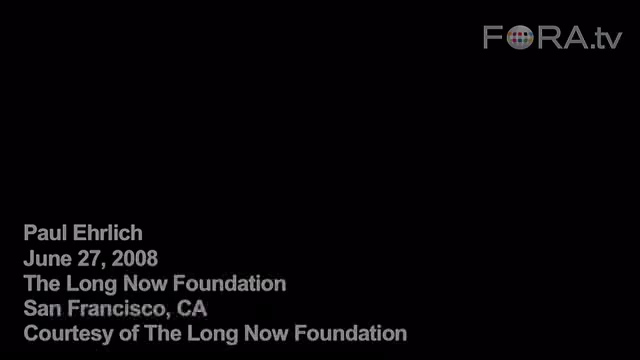 FORA.tv
Paul Ehrlich
June 27, 2008
The Long Now Foundation
San Francisco, CA
Courtesy of The Long Now Foundation